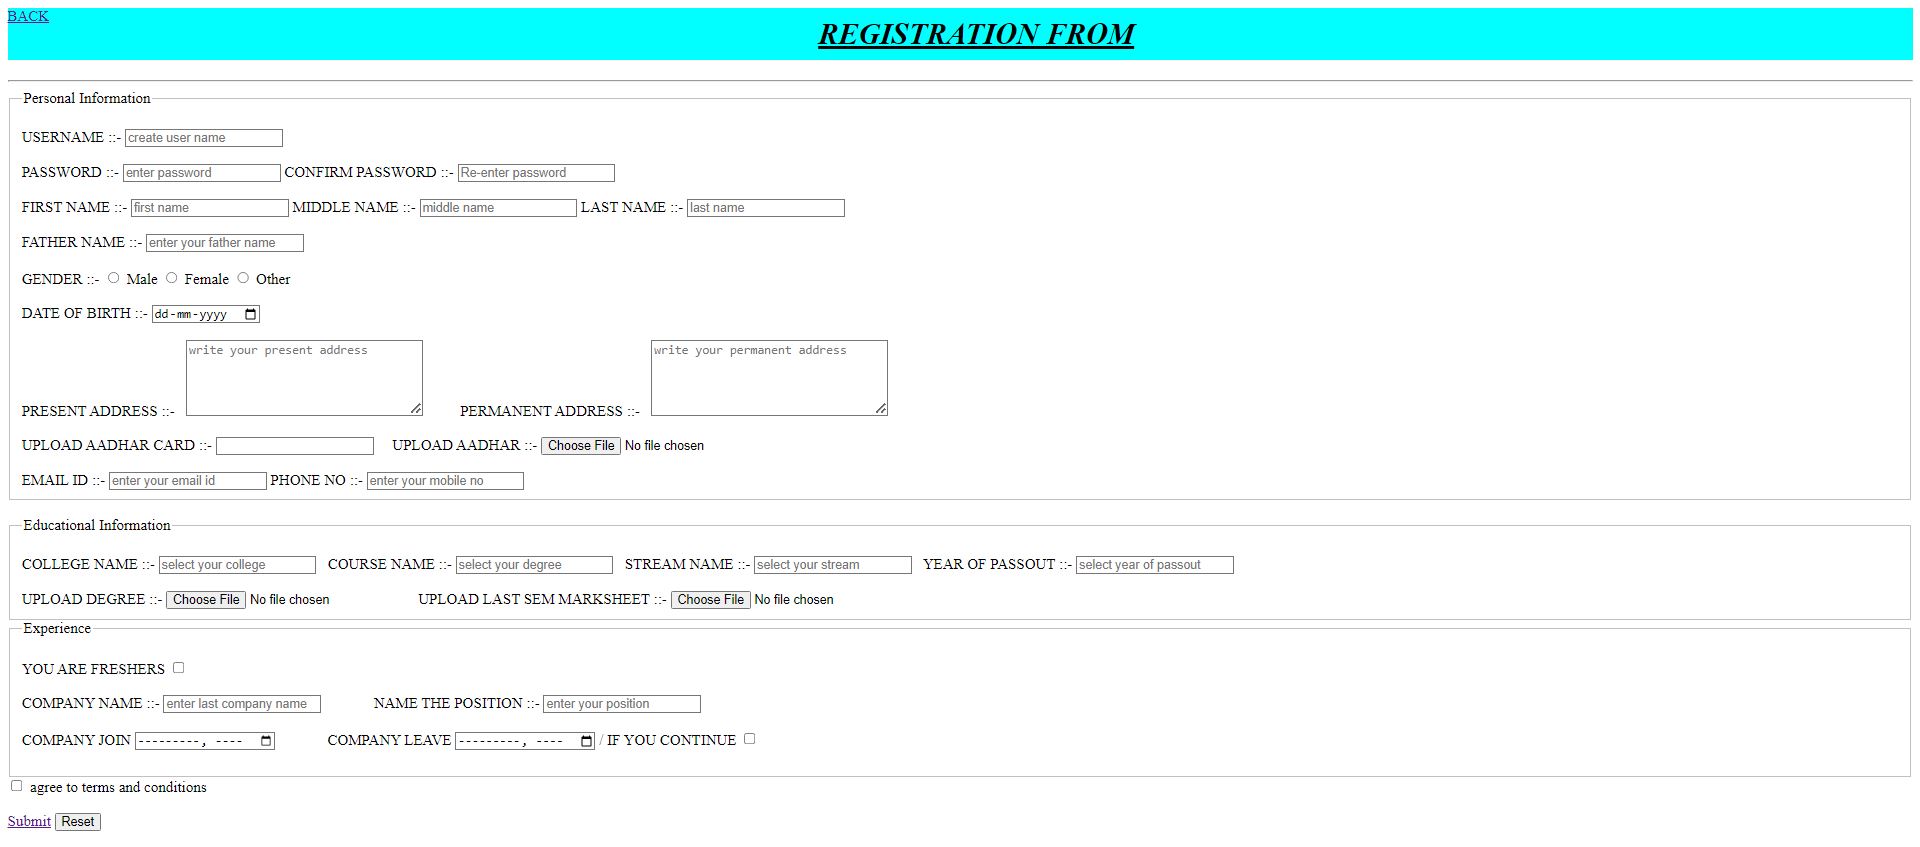 BACK
REGISTRATION FROM
Personal Information
USERNAME ::- create user name
PASSWORD ::- enter password CONFIRM PASSWORD ::- Re-enter password
FIRST NAME ::- first name MIDDLE NAME ::- middle name LAST NAME ::- last name
FATHER NAME ::- enter your father name
GENDER ::- Male Female Other
DATE OF BIRTH ::- dd-mm-yyyy
write your present address write your permanent address
PRESENT ADDRESS ::- PERMANENT ADDRESS ::-
UPLOAD AADHAR CARD ::- UPLOAD AADHAR ::- Choose File No file chosen
EMAIL ID ::- enter your email id PHONE NO ::- enter your mobile no
Educational Information
COLLEGE NAME ::- select your college COURSE NAME ::- select your degree STREAM NAME ::- select your stream YEAR OF PASSOUT ::- select year of passout
UPLOAD DEGREE ::- Choose File No file chosen UPLOAD LAST SEM MARKSHEET ::- Choose File No file chosen
Experience
YOU ARE FRESHERS
COMPANY NAME ::- enter last company name NAME THE POSITION ::- enter your position
COMPANY JOIN ---------, ---- COMPANY LEAVE ---------, ---- / IF YOU CONTINUE
agree to terms and conditions
Submit Reset